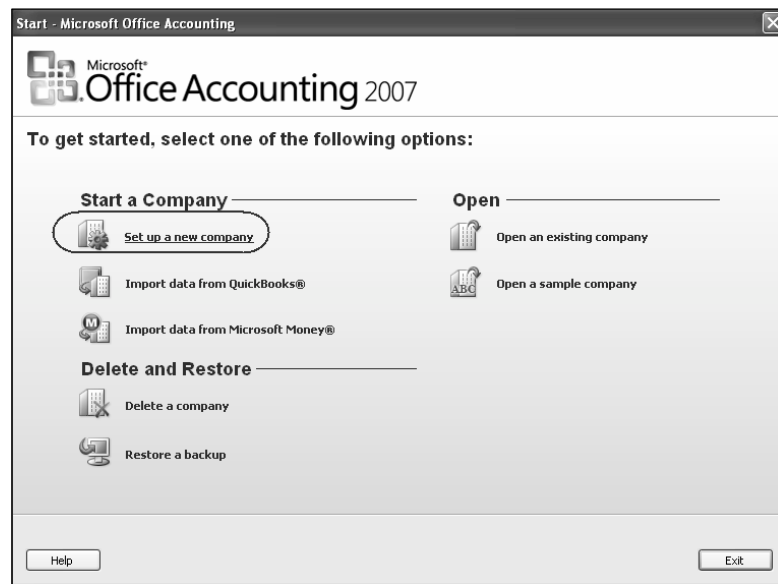 Start - Microsoft Office Accounting
Microsoft®
Office Accounting 2007
To get started, select one of the following options:
Start a Company
Set up a new company
Import data from QuickBooks®
Import data from Microsoft Money®
Delete and Restore
Delete a company
Restore a backup
Open
Open an existing company
ABC
Open a sample company
Help
Exit